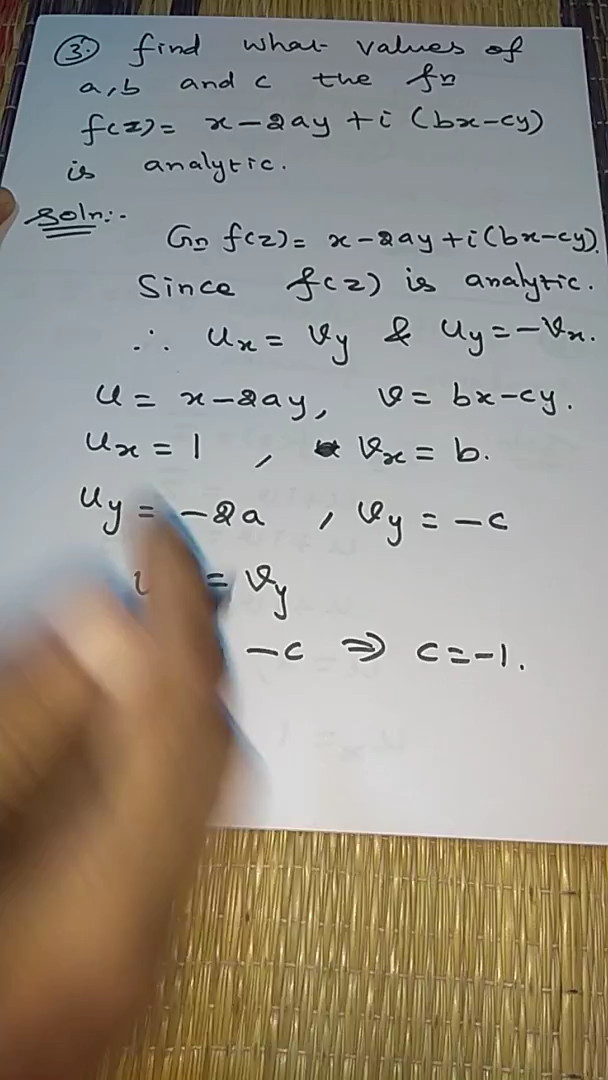 ③. find what values of
a,b and c the fn
f(z)= x-2ay+i(bx-cy)
is analytic.
Soln:-
Gn f(z)= x-2ay+i(bx-cy).
Since f(z) is analytic.
∴ ux = vy & uy=-vx.
u = x-2ay, v = bx-cy.
ux = 1 , vx = b.
uy = -2a , vy = -c
= vy
-c ⇒ c=-1.